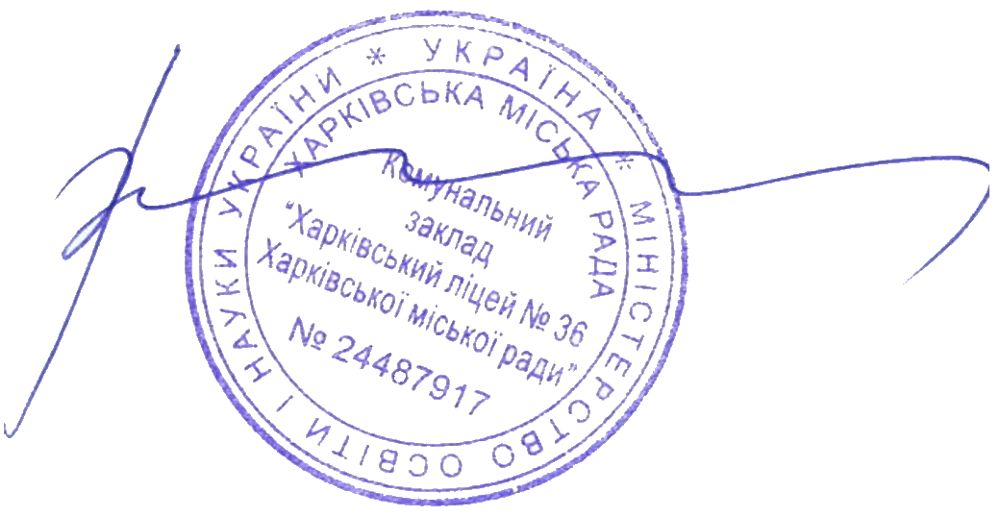 УКРАЇНА * МІНІСТЕРСТВО ОСВІТИ І НАУКИ УКРАЇНИ *
ХАРКІВСЬКА МІСЬКА РАДА
Комунальний
заклад
“Харківський ліцей № 36
Харківської міської ради”
№ 24487917